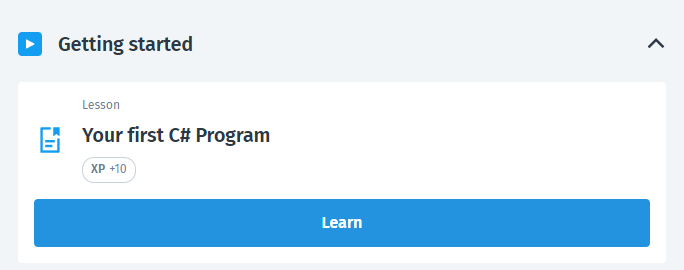 Getting started
Lesson
Your first C# Program
XP +10
Learn